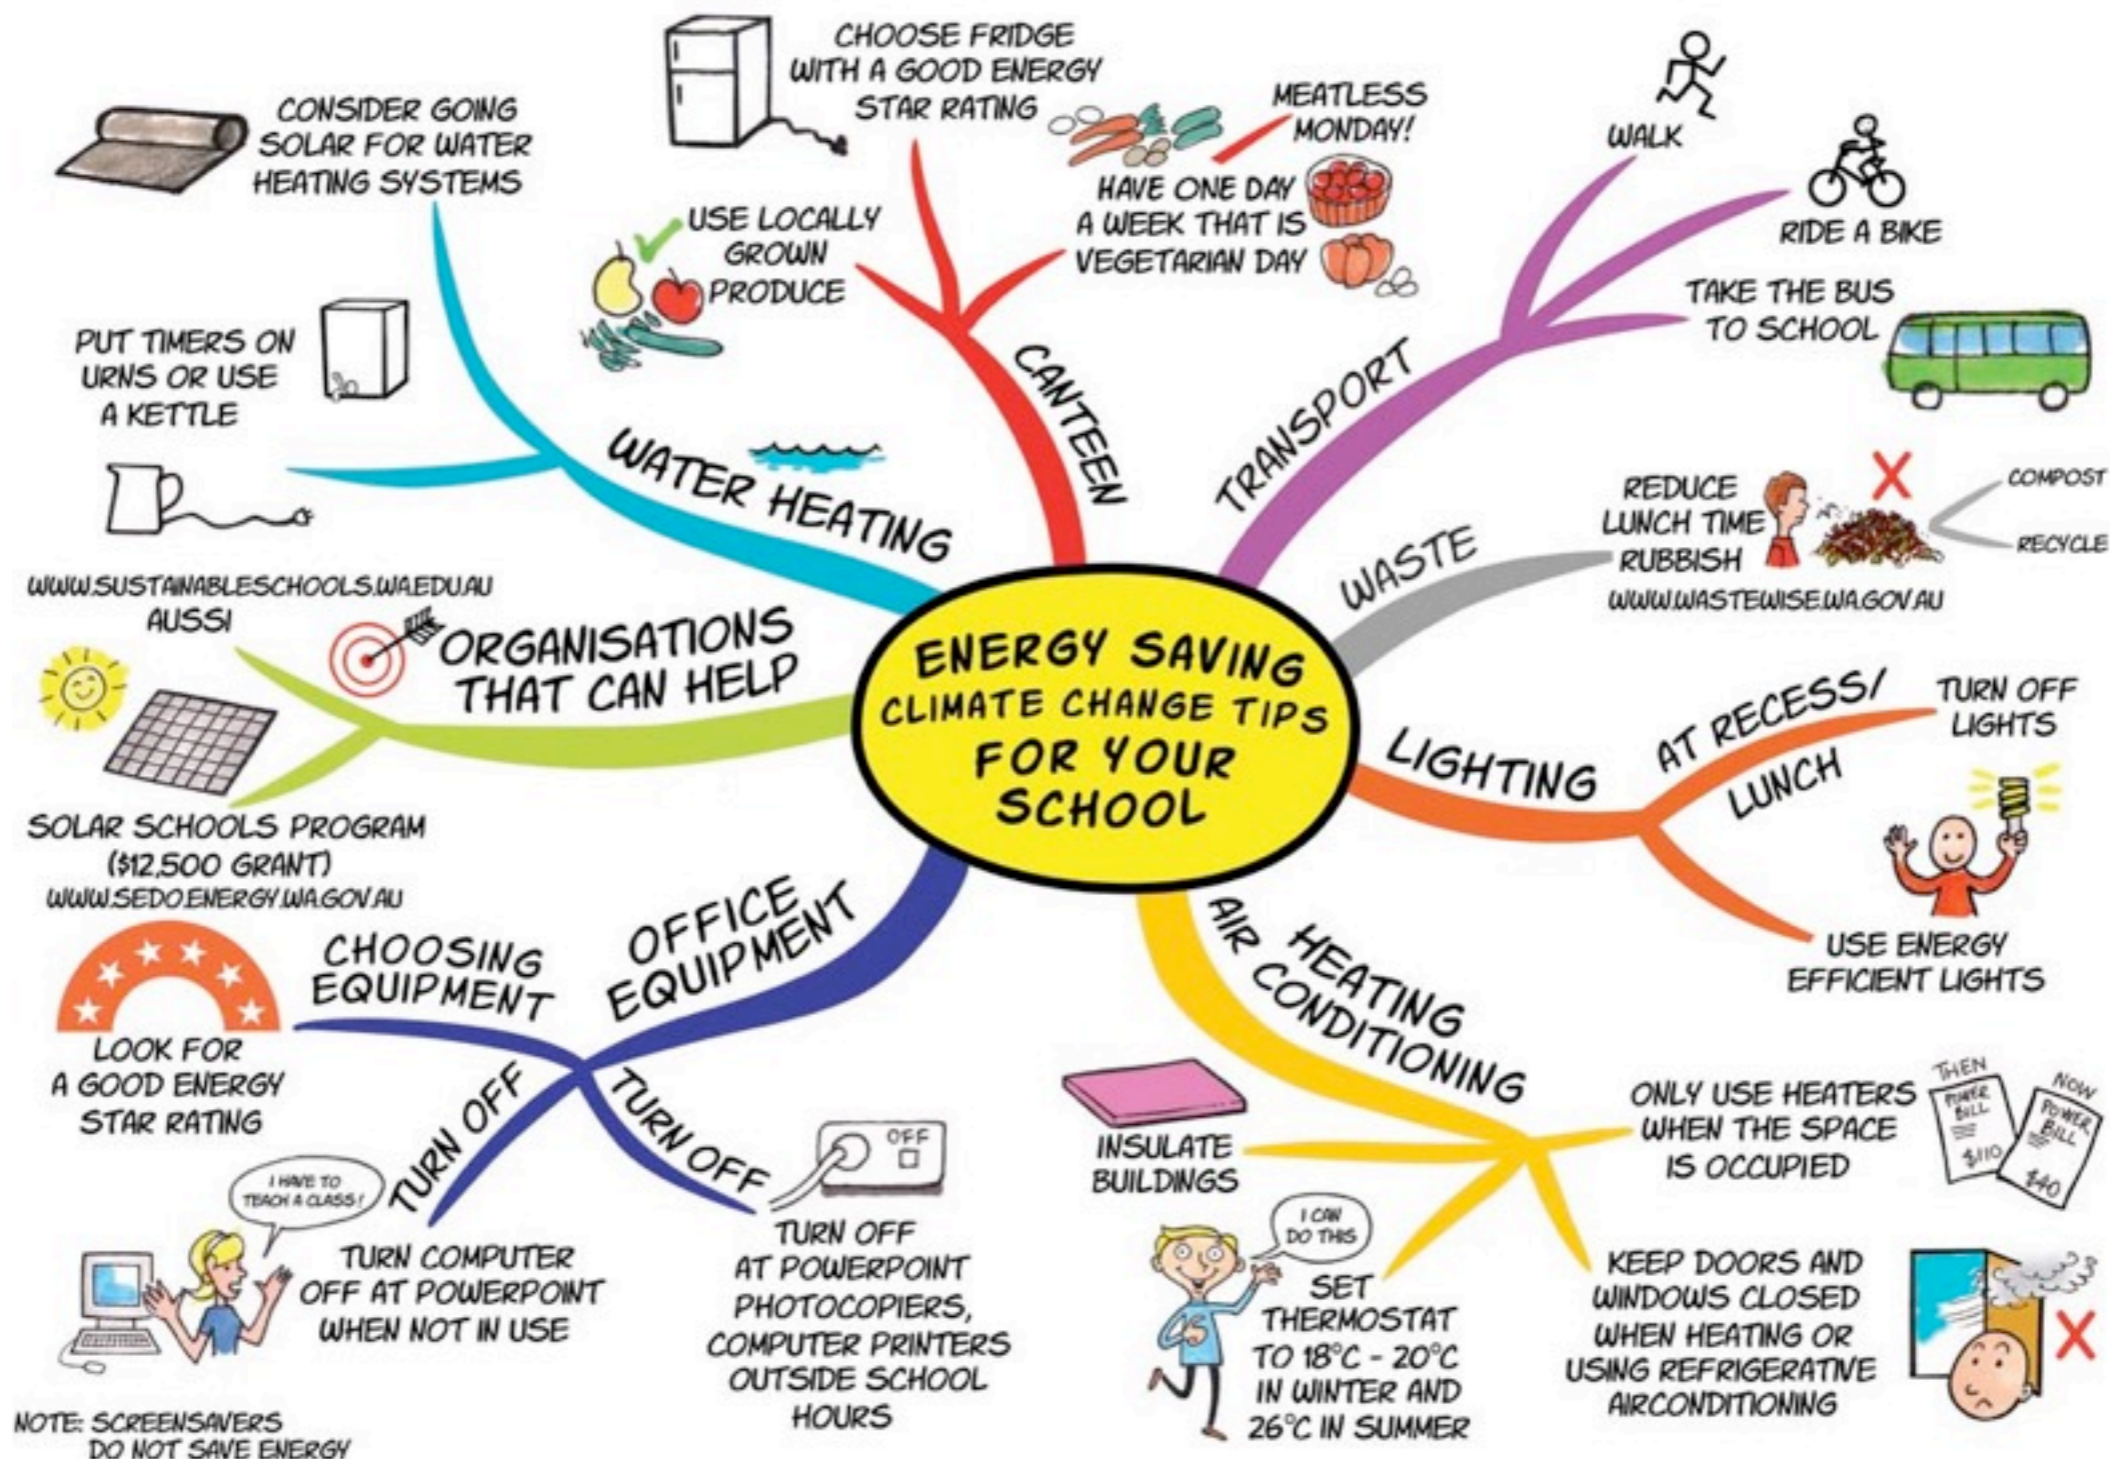 ENERGY SAVING
CLIMATE CHANGE TIPS
FOR YOUR
SCHOOL
CANTEEN
USE LOCALLY
GROWN
PRODUCE
CHOOSE FRIDGE
WITH A GOOD ENERGY
STAR RATING
MEATLESS
MONDAY!
HAVE ONE DAY
A WEEK THAT IS
VEGETARIAN DAY
TRANSPORT
WALK
RIDE A BIKE
TAKE THE BUS
TO SCHOOL
WASTE
REDUCE
LUNCH TIME
RUBBISH
WWW.WASTEWISE.WA.GOV.AU
COMPOST
RECYCLE
LIGHTING
AT RECESS/
LUNCH
TURN OFF
LIGHTS
USE ENERGY
EFFICIENT LIGHTS
HEATING
AIR CONDITIONING
ONLY USE HEATERS
WHEN THE SPACE
IS OCCUPIED
THEN
POWER
BILL
$110
NOW
POWER
BILL
$40
KEEP DOORS AND
WINDOWS CLOSED
WHEN HEATING OR
USING REFRIGERATIVE
AIRCONDITIONING
I CAN
DO THIS
SET
THERMOSTAT
TO 18°C - 20°C
IN WINTER AND
26°C IN SUMMER
INSULATE
BUILDINGS
OFFICE
EQUIPMENT
TURN OFF
OFF
TURN OFF
AT POWERPOINT
PHOTOCOPIERS,
COMPUTER PRINTERS
OUTSIDE SCHOOL
HOURS
TURN OFF
I HAVE TO
TEACH A CLASS!
TURN COMPUTER
OFF AT POWERPOINT
WHEN NOT IN USE
NOTE: SCREENSAVERS
DO NOT SAVE ENERGY
CHOOSING
EQUIPMENT
LOOK FOR
A GOOD ENERGY
STAR RATING
ORGANISATIONS
THAT CAN HELP
WWW.SUSTAINABLESCHOOLS.WA.EDU.AU
AUSSI
SOLAR SCHOOLS PROGRAM
($12,500 GRANT)
WWW.SEDO.ENERGY.WA.GOV.AU
WATER HEATING
PUT TIMERS ON
URNS OR USE
A KETTLE
CONSIDER GOING
SOLAR FOR WATER
HEATING SYSTEMS